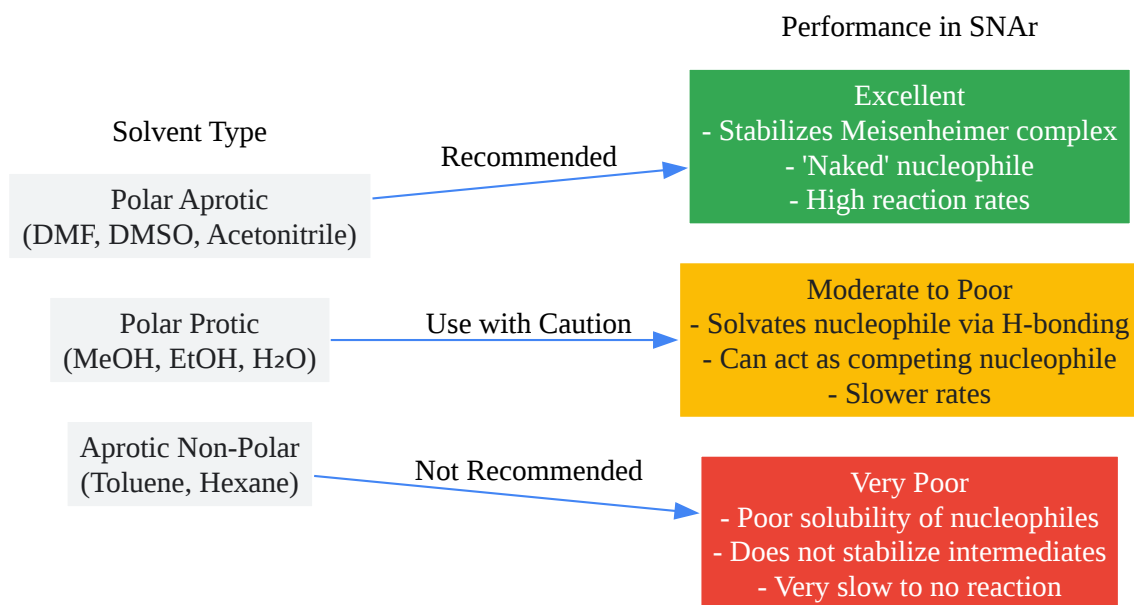 Performance in SNAr
Solvent Type
Polar Aprotic
(DMF, DMSO, Acetonitrile)
Recommended
Excellent
- Stabilizes Meisenheimer complex
- 'Naked' nucleophile
- High reaction rates
Polar Protic
(MeOH, EtOH, H₂O)
Use with Caution
Moderate to Poor
- Solvates nucleophile via H-bonding
- Can act as competing nucleophile
- Slower rates
Aprotic Non-Polar
(Toluene, Hexane)
Not Recommended
Very Poor
- Poor solubility of nucleophiles
- Does not stabilize intermediates
- Very slow to no reaction